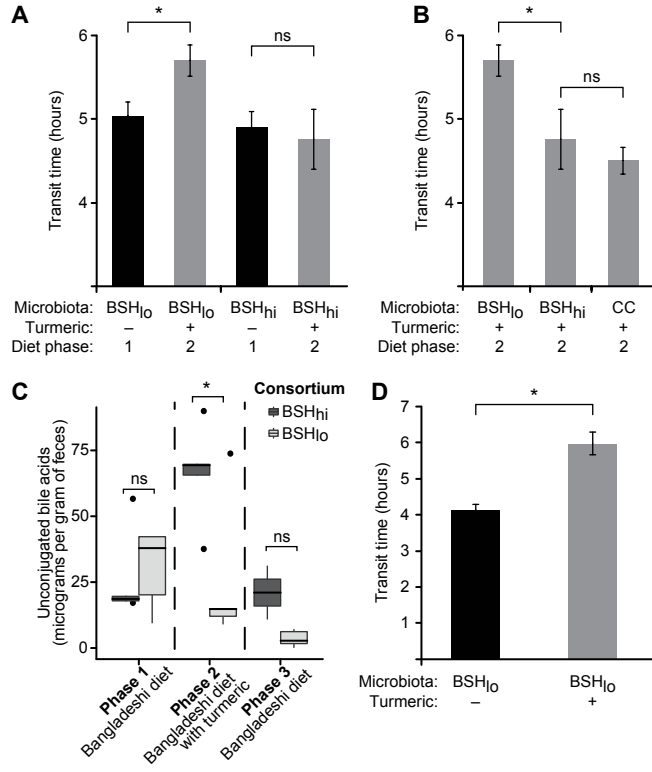 A
Transit time (hours)
6
5
4
*
ns
Microbiota: BSHlo BSHlo BSHhi BSHhi
Turmeric: – + – +
Diet phase: 1 2 1 2
B
Transit time (hours)
6
5
4
*
ns
Microbiota: BSHlo BSHhi CC
Turmeric: + + +
Diet phase: 2 2 2
C
Unconjugated bile acids
(micrograms per gram of feces)
75
50
25
0
ns
*
ns
Consortium
BSHhi
BSHlo
Phase 1
Bangladeshi diet
Phase 2
Bangladeshi diet
with turmeric
Phase 3
Bangladeshi diet
D
Transit time (hours)
7
6
5
4
3
2
1
*
Microbiota: BSHlo BSHlo
Turmeric: – +